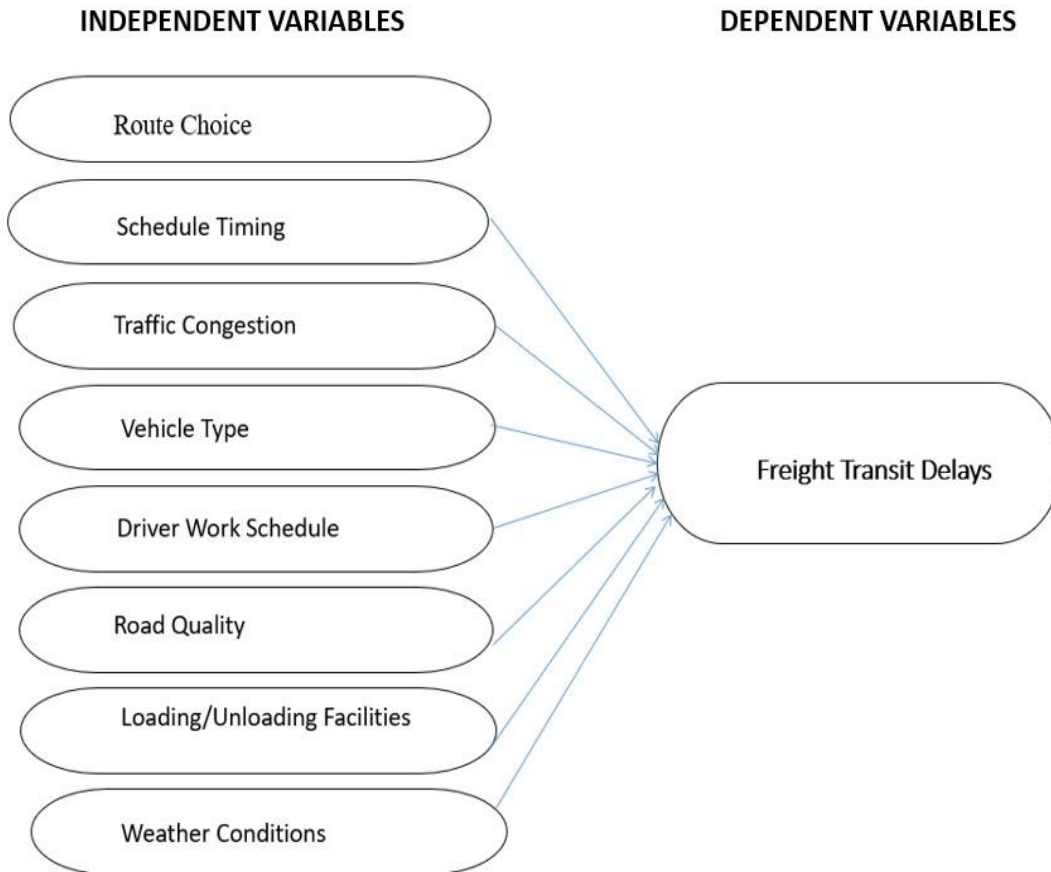 INDEPENDENT VARIABLES
DEPENDENT VARIABLES
Route Choice
Schedule Timing
Traffic Congestion
Vehicle Type
Driver Work Schedule
Road Quality
Loading/Unloading Facilities
Weather Conditions
Freight Transit Delays